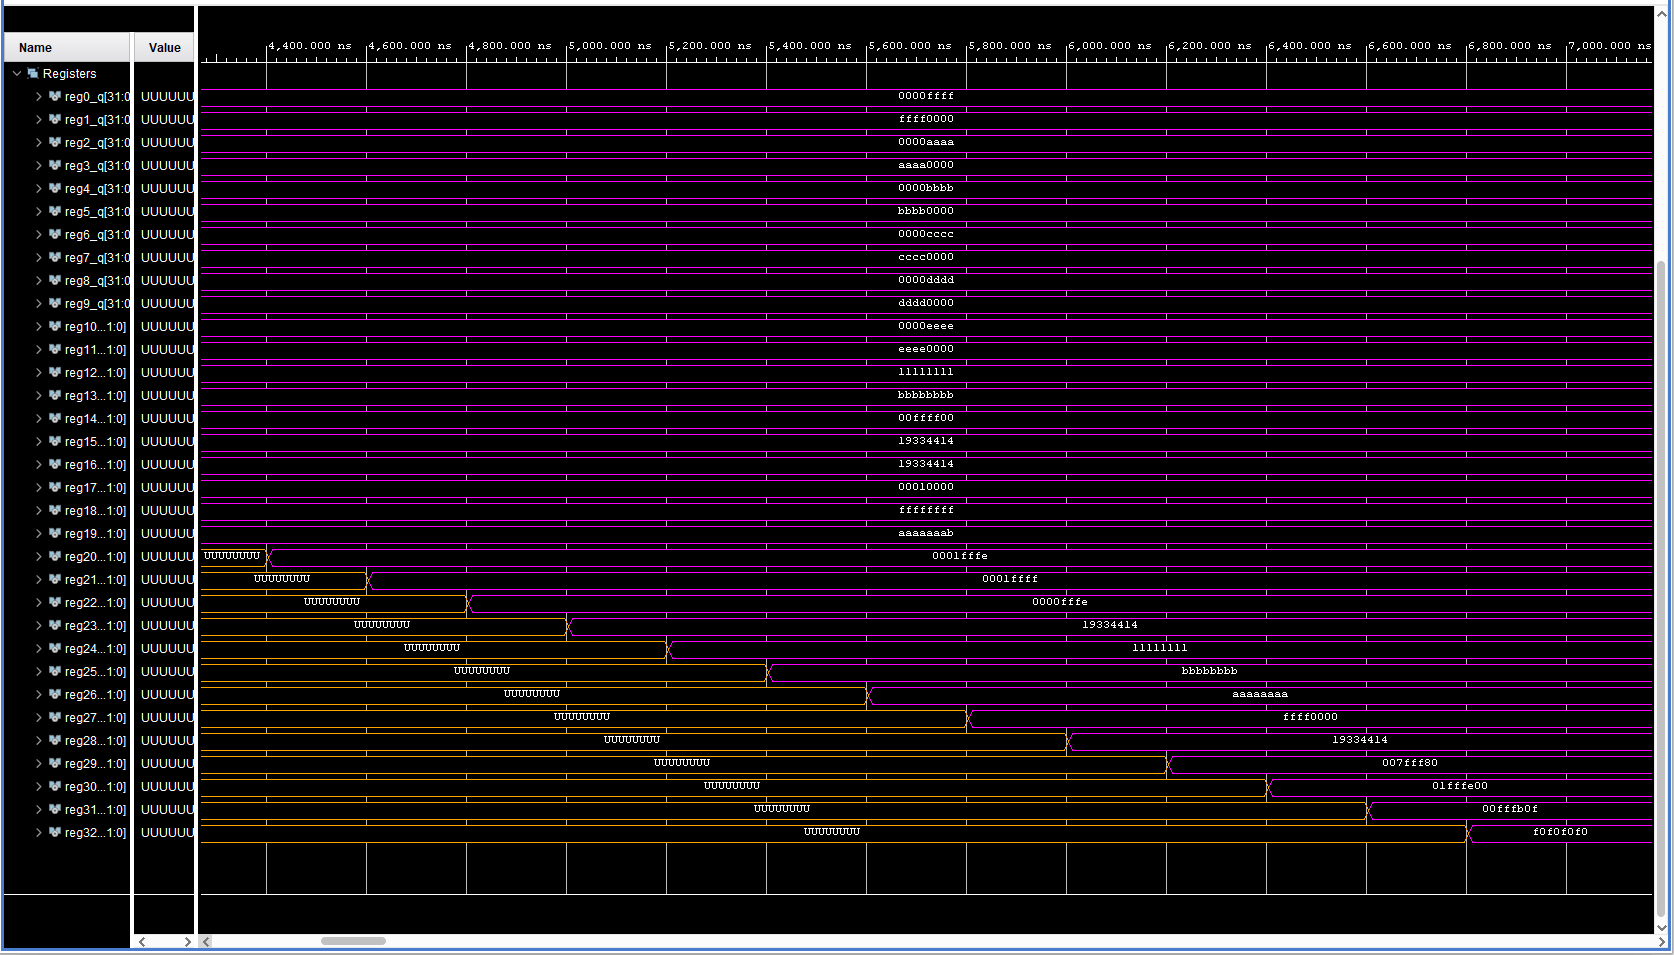 Name Value 4,400.000 ns 4,600.000 ns 4,800.000 ns 5,000.000 ns 5,200.000 ns 5,400.000 ns 5,600.000 ns 5,800.000 ns 6,000.000 ns 6,200.000 ns 6,400.000 ns 6,600.000 ns 6,800.000 ns 7,000.000 ns
Registers
reg0_q[31:0 UUUUUU 0000ffff
reg1_q[31:0 UUUUUU ffff0000
reg2_q[31:0 UUUUUU 0000aaaa
reg3_q[31:0 UUUUUU aaaa0000
reg4_q[31:0 UUUUUU 0000bbbb
reg5_q[31:0 UUUUUU bbbb0000
reg6_q[31:0 UUUUUU 0000cccc
reg7_q[31:0 UUUUUU cccc0000
reg8_q[31:0 UUUUUU 0000dddd
reg9_q[31:0 UUUUUU dddd0000
reg10...1:0] UUUUUU 0000eeee
reg11...1:0] UUUUUU eeee0000
reg12...1:0] UUUUUU 11111111
reg13...1:0] UUUUUU bbbbbbbb
reg14...1:0] UUUUUU 00ffff00
reg15...1:0] UUUUUU 19334414
reg16...1:0] UUUUUU 19334414
reg17...1:0] UUUUUU 00010000
reg18...1:0] UUUUUU ffffffff
reg19...1:0] UUUUUU aaaaaaab
reg20...1:0] UUUUUU UUUUUUUU 0001fffe
reg21...1:0] UUUUUU UUUUUUUU 0001ffff
reg22...1:0] UUUUUU UUUUUUUU 0000fffe
reg23...1:0] UUUUUU UUUUUUUU 19334414
reg24...1:0] UUUUUU UUUUUUUU 11111111
reg25...1:0] UUUUUU UUUUUUUU bbbbbbbb
reg26...1:0] UUUUUU UUUUUUUU aaaaaaaa
reg27...1:0] UUUUUU UUUUUUUU ffff0000
reg28...1:0] UUUUUU UUUUUUUU 19334414
reg29...1:0] UUUUUU UUUUUUUU 007fff80
reg30...1:0] UUUUUU UUUUUUUU 01fffe00
reg31...1:0] UUUUUU UUUUUUUU 00fffb0f
reg32...1:0] UUUUUU UUUUUUUU f0f0f0f0